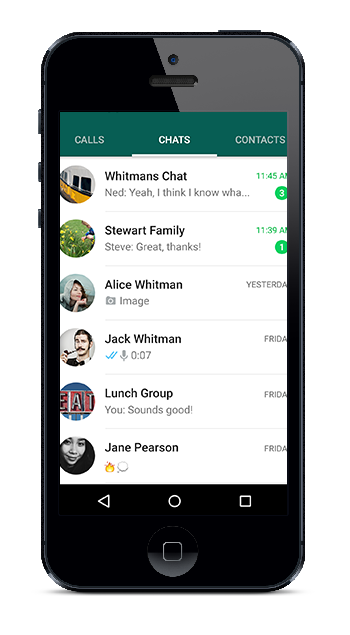 CALLS CHATS CONTACTS
Whitmans Chat 11:45 AM
Ned: Yeah, I think I know wha... 3
Stewart Family 11:39 AM
Steve: Great, thanks! 1
Alice Whitman YESTERDA
Image
Jack Whitman FRIDA
0:07
Lunch Group FRIDA
You: Sounds good!
EAT
Jane Pearson FRIDA